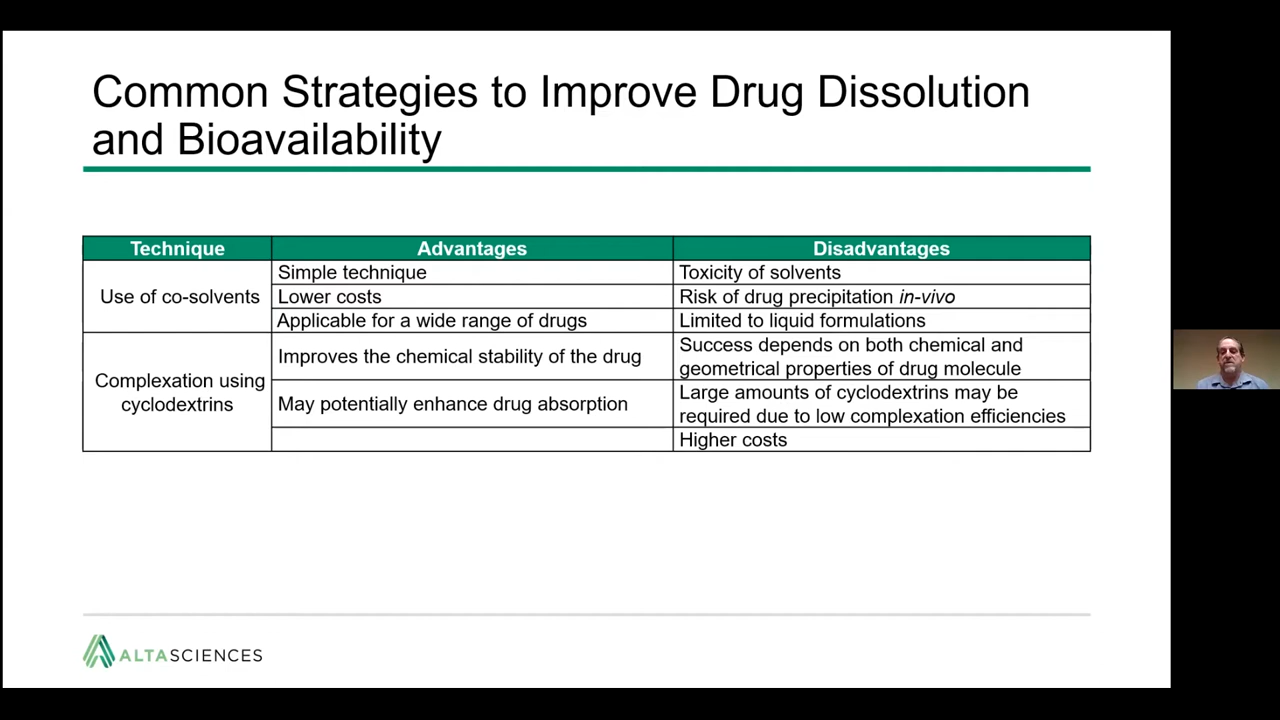 Common Strategies to Improve Drug Dissolution
and Bioavailability
Technique Advantages Disadvantages
Use of co-solvents
Simple technique
Toxicity of solvents
Lower costs
Risk of drug precipitation in-vivo
Applicable for a wide range of drugs
Limited to liquid formulations
Complexation using
cyclodextrins
Improves the chemical stability of the drug
Success depends on both chemical and
geometrical properties of drug molecule
May potentially enhance drug absorption
Large amounts of cyclodextrins may be
required due to low complexation efficiencies
Higher costs
ALTASCIENCES